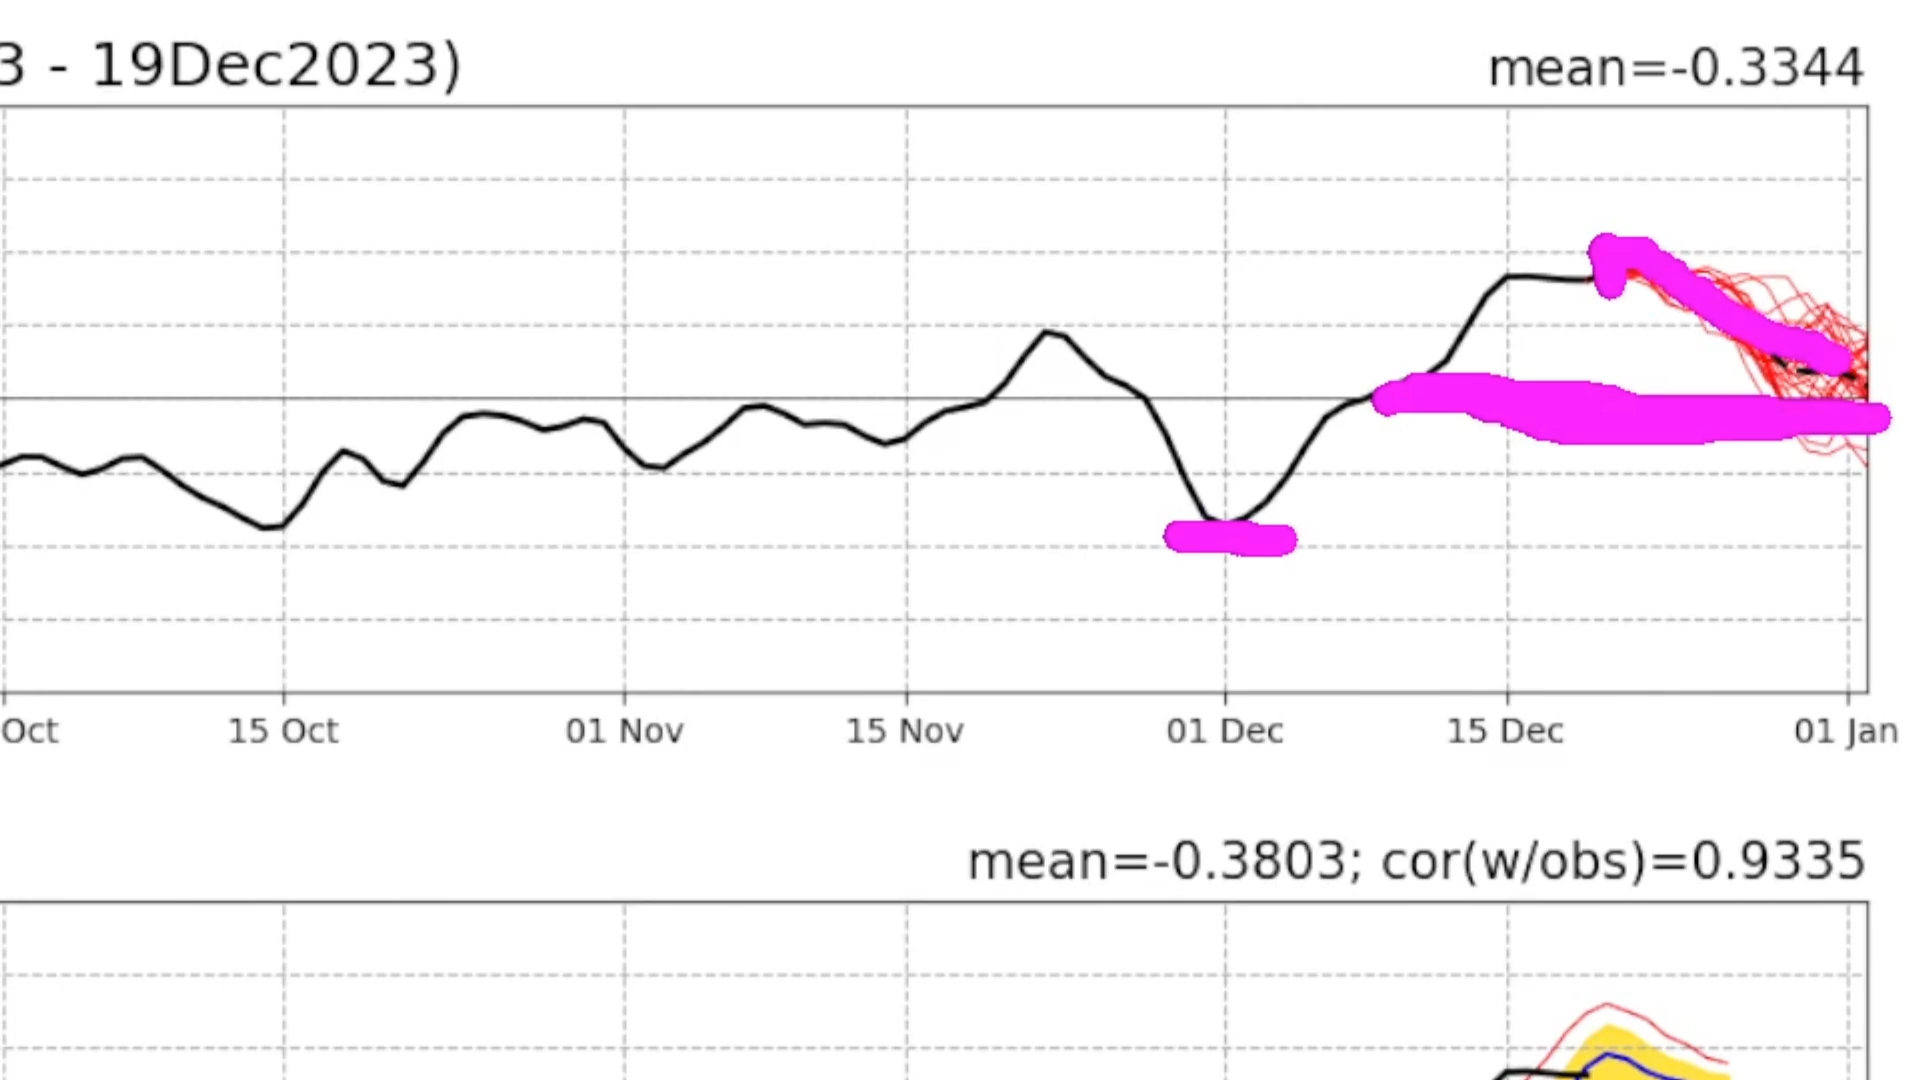 3 - 19Dec2023) mean=-0.3344
Oct 15 Oct 01 Nov 15 Nov 01 Dec 15 Dec 01 Jan
mean=-0.3803; cor(w/obs)=0.9335